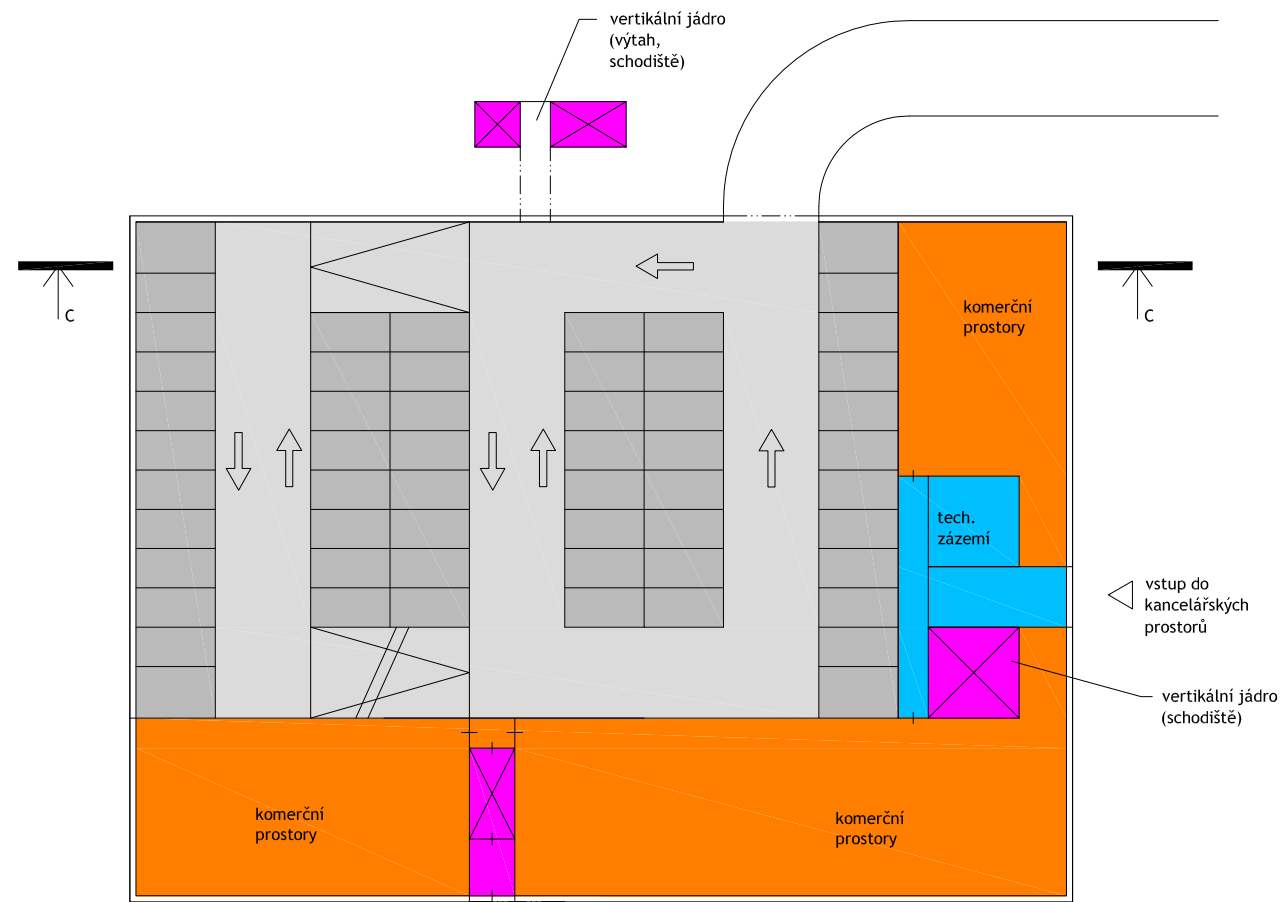 vertikální jádro
(výtah,
schodiště)
C
C
komerční
prostory
tech.
zázemí
vstup do
kancelářských
prostorů
vertikální jádro
(schodiště)
komerční
prostory
komerční
prostory